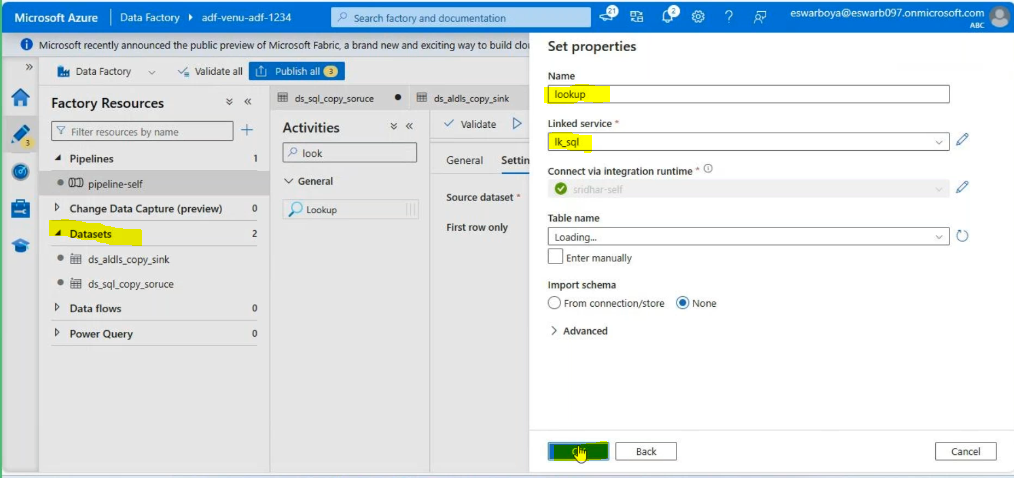 Microsoft Azure
Data Factory
adf-venu-adf-1234
Search factory and documentation
21
2
eswarboya@eswarb097.onmicrosoft.com
ABC
Microsoft recently announced the public preview of Microsoft Fabric, a brand new and exciting way to build
Data Factory
Validate all
Publish all 3
Factory Resources
Filter resources by name
3
Pipelines 1
pipeline-self
Change Data Capture (preview) 0
Datasets 2
ds_aldls_copy_sink
ds_sql_copy_soruce
Data flows 0
Power Query 0
ds_sql_copy_soruce
ds_aldls_copy_sink
Activities
look
General
Lookup
Validate
General
Settin
Source dataset *
First row only
Set properties
Name
lookup
Linked service *
lk_sql
Connect via integration runtime *
sridhar-self
Table name
Loading...
Enter manually
Import schema
From connection/store
None
Advanced
Back
Cancel